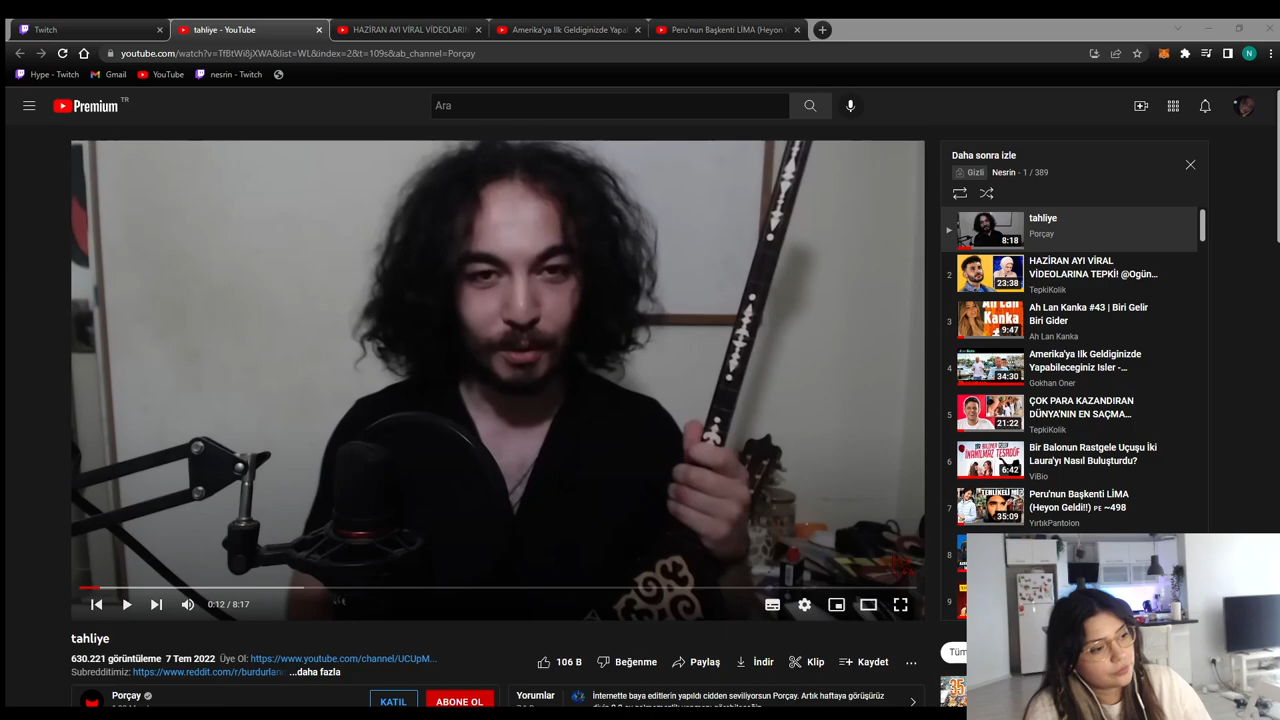 Twitch
tahliye - YouTube
HAZİRAN AYI VİRAL VİDEOLARIN
Amerika'ya Ilk Geldiginizde Yapal
Peru'nun Başkenti LİMA (Heyon G
youtube.com/watch?v=TfBtWi8jXWA&list=WL&index=2&t=109s&ab_channel=Porçay
N
Hype - Twitch
Gmail
YouTube
nesrin - Twitch
Premium TR
Ara
Daha sonra izle
Gizli Nesrin - 1 / 389
tahliye
Porçay
8:18
2
HAZİRAN AYI VİRAL
VİDEOLARINA TEPKİ! @Ogün...
TepkiKolik
23:38
3
Ah Lan Kanka #43 | Biri Gelir
Biri Gider
Ah Lan Kanka
Ah Lan
Kanka
9:47
4
Amerika'ya Ilk Geldiginizde
Yapabileceginiz Isler -...
Gokhan Oner
34:30
5
ÇOK PARA KAZANDIRAN
DÜNYA'NIN EN SAÇMA...
TepkiKolik
21:22
6
Bir Balonun Rastgele Uçuşu İki
Laura'yı Nasıl Buluşturdu?
ViBio
6:42
7
Peru'nun Başkenti LİMA
(Heyon Geldi!!) PE ~498
YırtıkPantolon
35:09
8
9
0:12 / 8:17
tahliye
630.221 görüntüleme 7 Tem 2022 Üye Ol: https://www.youtube.com/channel/UCUpM...
Subredditimiz: https://www.reddit.com/r/burdurlan
...daha fazla
106 B
Beğenme
Paylaş
İndir
Klip
Kaydet
Tüm
Porçay
KATIL
ABONE OL
Yorumlar
İnternette baya editlerin yapıldı cidden seviliyorsun Porçay. Artık haftaya görüşürüz